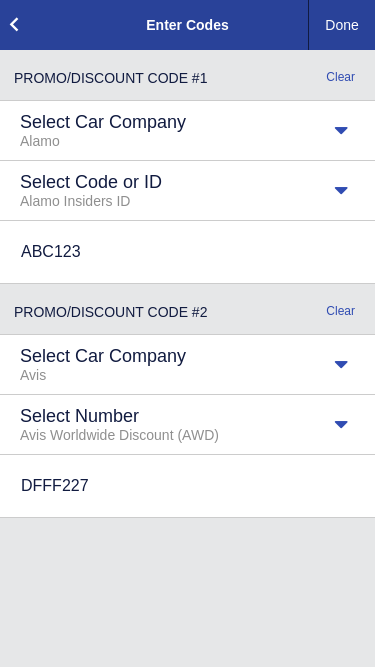 Enter Codes
Done
PROMO/DISCOUNT CODE #1
Clear
Select Car Company
Alamo
Select Code or ID
Alamo Insiders ID
ABC123
PROMO/DISCOUNT CODE #2
Clear
Select Car Company
Avis
Select Number
Avis Worldwide Discount (AWD)
DFFF227